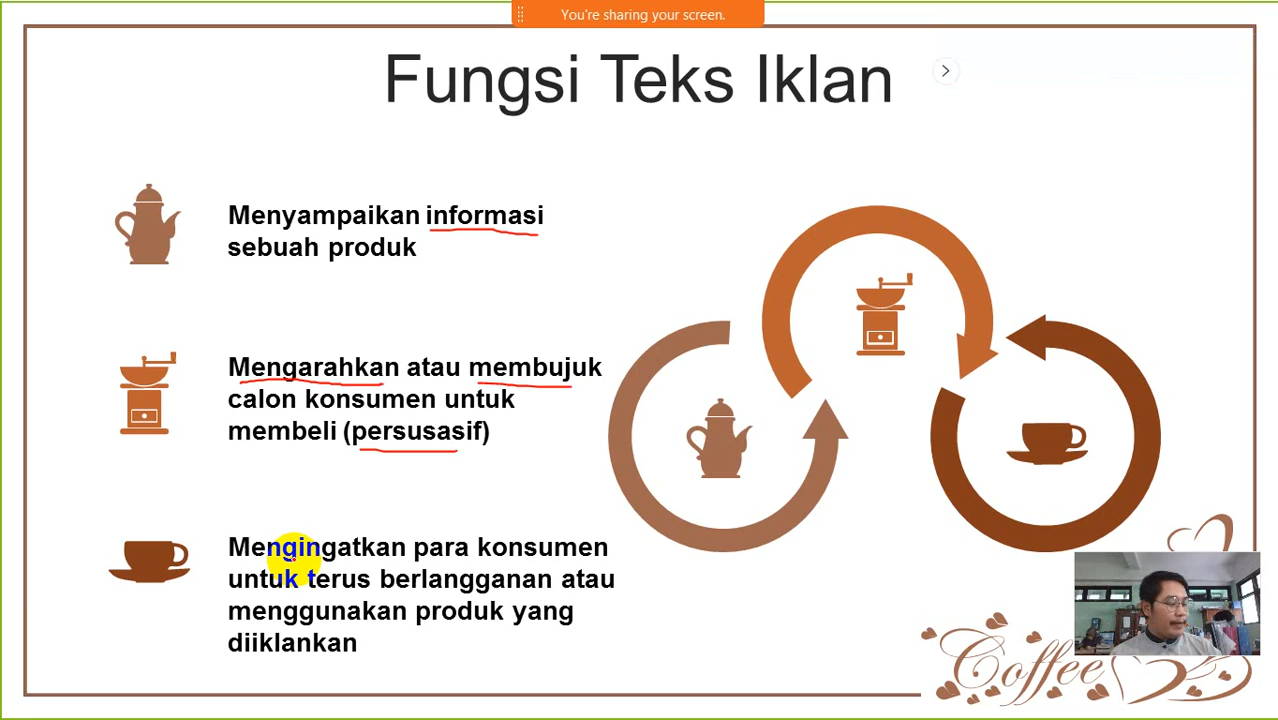 You're sharing your screen.
Fungsi Teks Iklan
Menyampaikan informasi
sebuah produk
Mengarahkan atau membujuk
calon konsumen untuk
membeli (persusasif)
Mengingatkan para konsumen
untuk terus berlangganan atau
menggunakan produk yang
diiklankan
Coffee